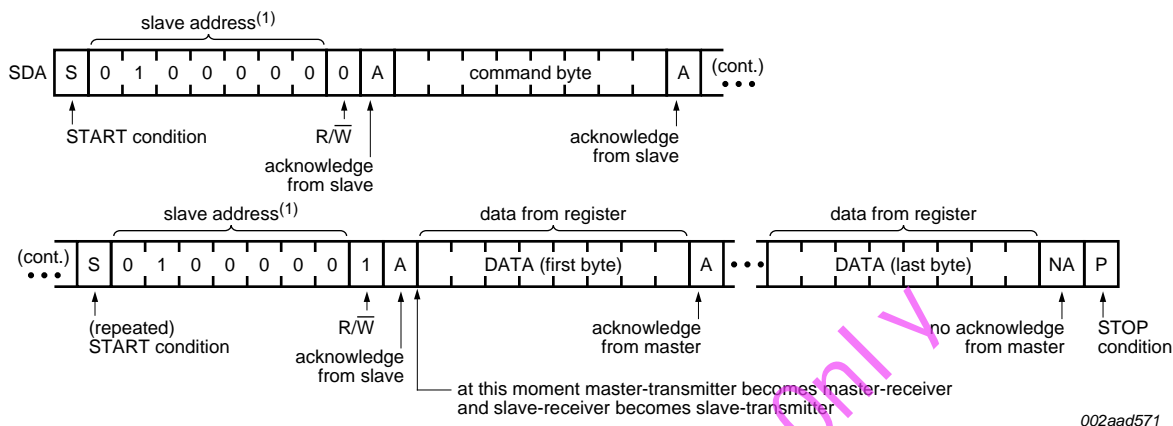 slave address(1)
SDA S 0 1 0 0 0 0 0 0 A command byte A (cont.)
START condition R/W̅ acknowledge from slave acknowledge from slave
slave address(1) data from register data from register
(cont.) S 0 1 0 0 0 0 0 1 A DATA (first byte) A DATA (last byte) NA P
(repeated) START condition R/W̅ acknowledge from slave acknowledge from master no acknowledge from master STOP condition
at this moment master-transmitter becomes master-receiver
and slave-receiver becomes slave-transmitter
only
002aad571